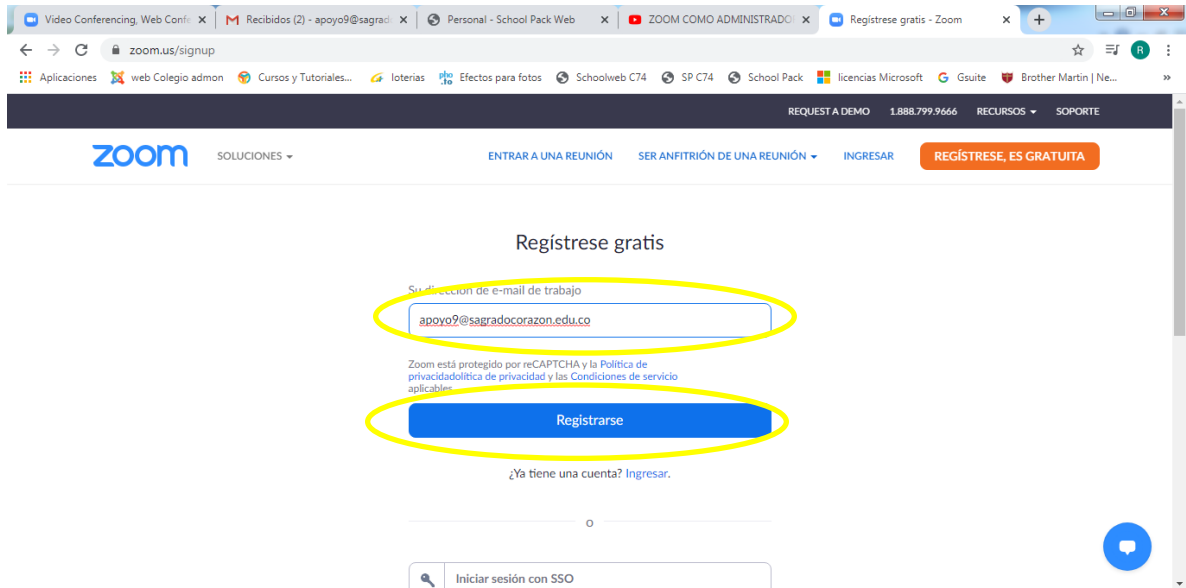 Video Conferencing, Web Confe
Recibidos (2) - apoyo9@sagrad
Personal - School Pack Web
ZOOM COMO ADMINISTRADO
Regístrese gratis - Zoom
zoom.us/signup
R
Aplicaciones
web Colegio admon
Cursos y Tutoriales...
loterias
Efectos para fotos
Schoolweb C74
SP C74
School Pack
licencias Microsoft
Gsuite
Brother Martin | Ne...
REQUEST A DEMO
1.888.799.9666
RECURSOS
SOPORTE
zoom
SOLUCIONES
ENTRAR A UNA REUNIÓN
SER ANFITRIÓN DE UNA REUNIÓN
INGRESAR
REGÍSTRESE, ES GRATUITA
Regístrese gratis
Su dirección de e-mail de trabajo
apoyo9@sagradocorazon.edu.co
Zoom está protegido por reCAPTCHA y la Política de
privacidadolítica de privacidad y las Condiciones de servicio
aplicables.
Registrarse
¿Ya tiene una cuenta? Ingresar.
o
Iniciar sesión con SSO